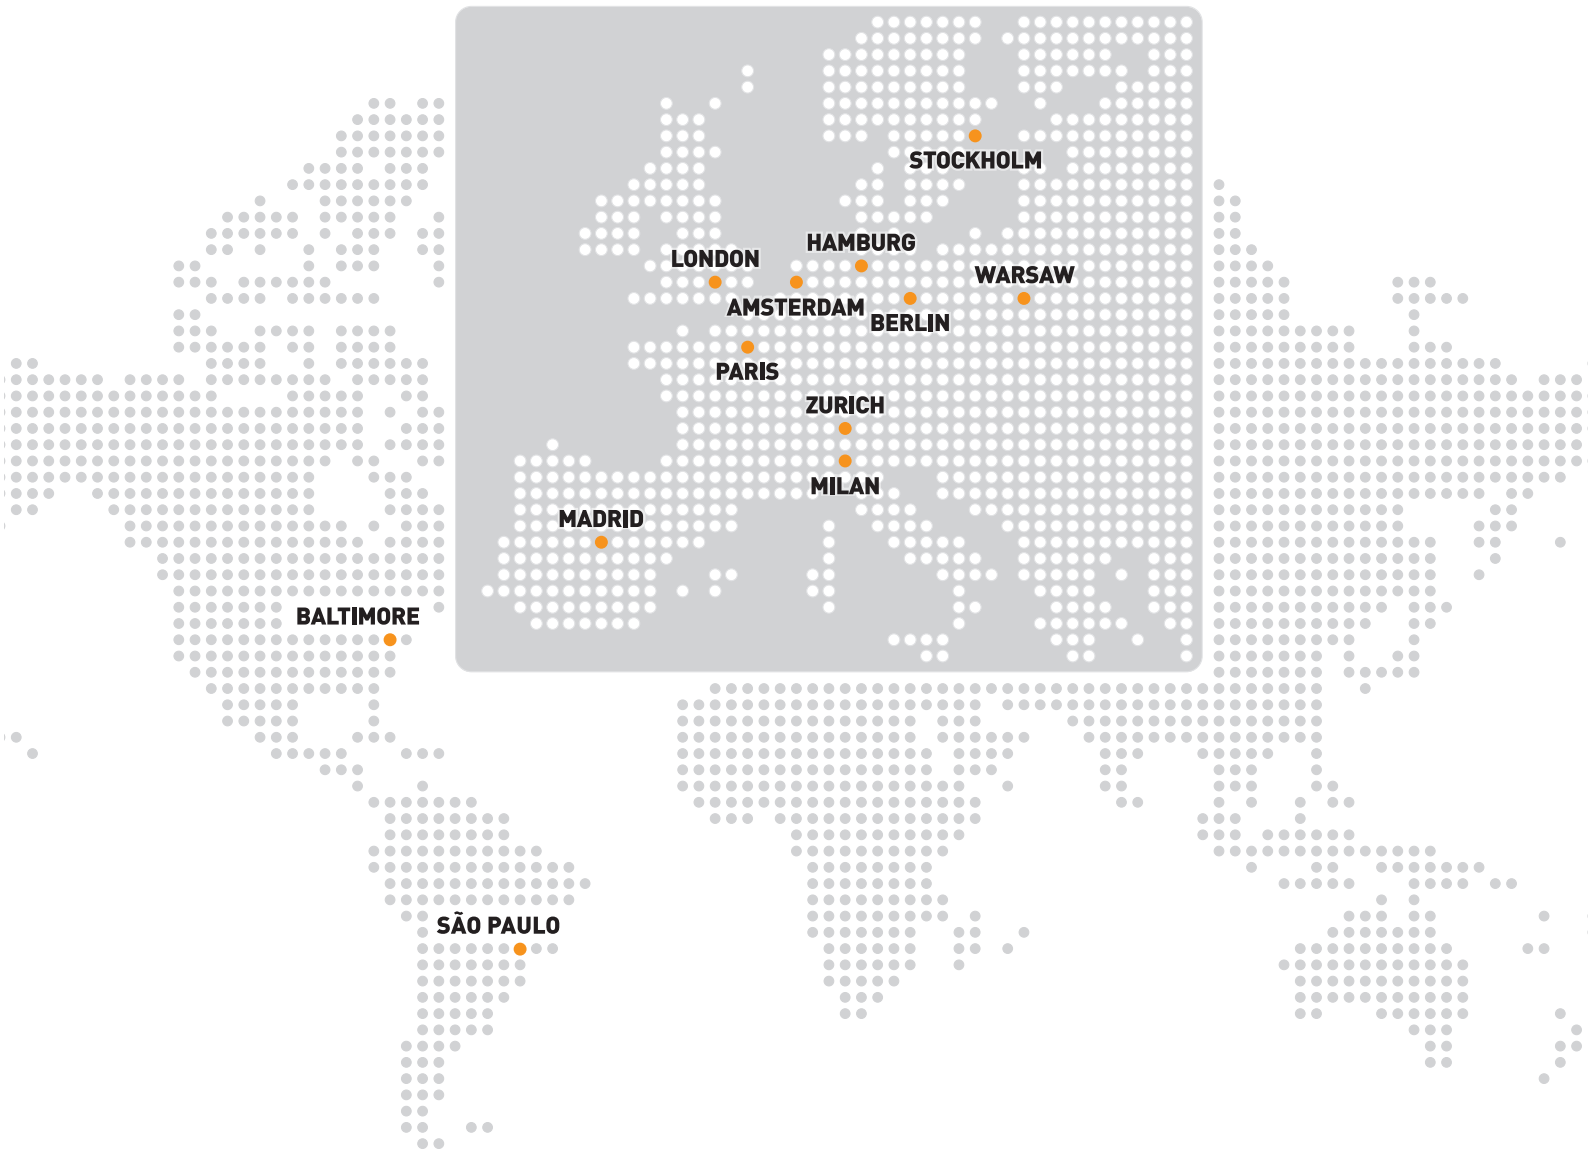 STOCKHOLM
HAMBURG
LONDON
WARSAW
AMSTERDAM
BERLIN
PARIS
ZURICH
MILAN
MADRID
BALTIMORE
SÃO PAULO